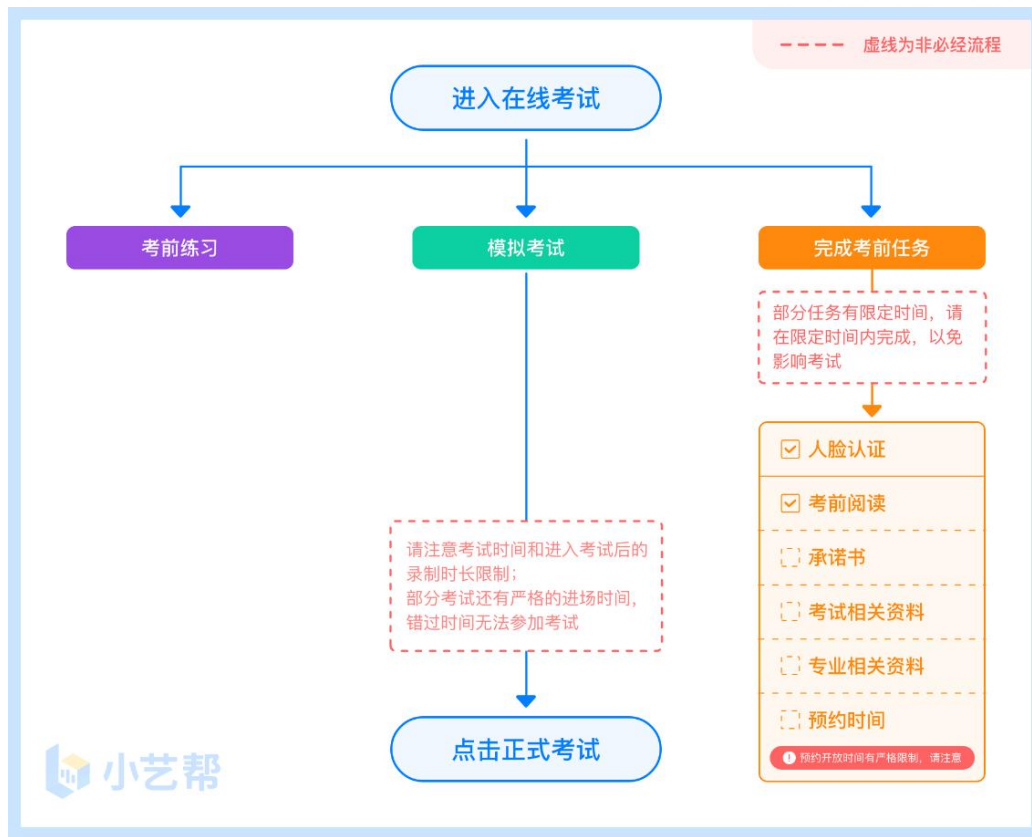 虚线为非必经流程
进入在线考试
考前练习
模拟考试
完成考前任务
部分任务有限定时间，请
在限定时间内完成，以免
影响考试
人脸认证
考前阅读
承诺书
考试相关资料
专业相关资料
预约时间
预约开放时间有严格限制，请注意
请注意考试时间和进入考试后的
录制时长限制；
部分考试还有严格的进场时间，
错过时间无法参加考试
点击正式考试
小艺帮